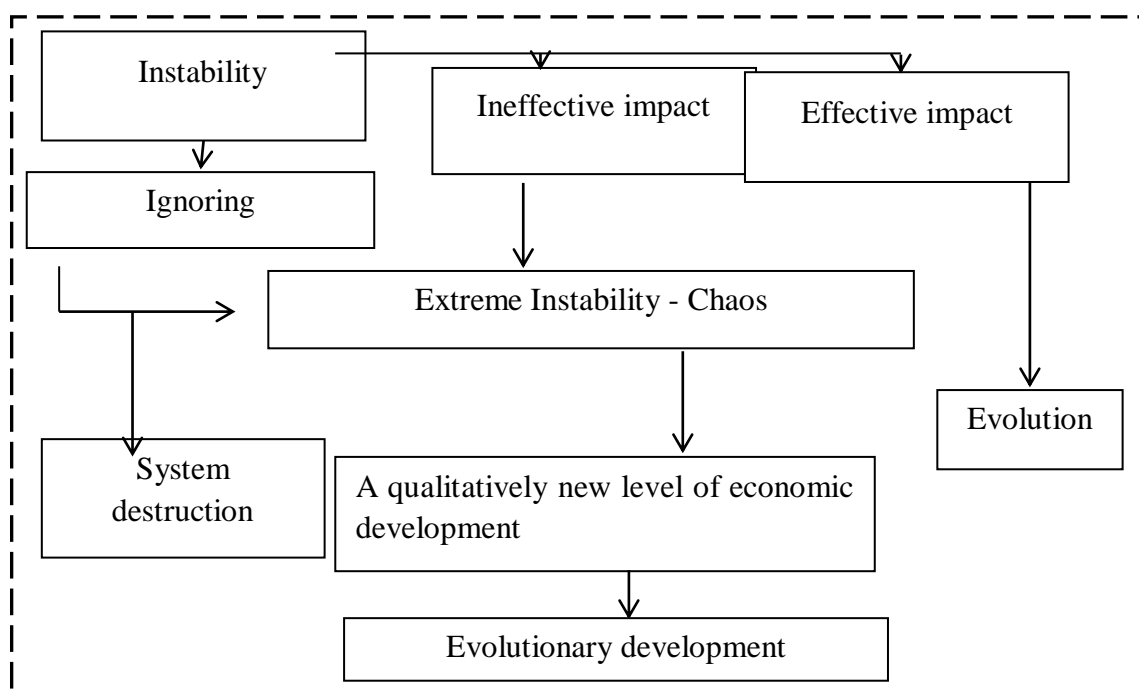 Instability
Ineffective impact
Effective impact
Ignoring
Extreme Instability - Chaos
Evolution
System
destruction
A qualitatively new level of economic
development
Evolutionary development